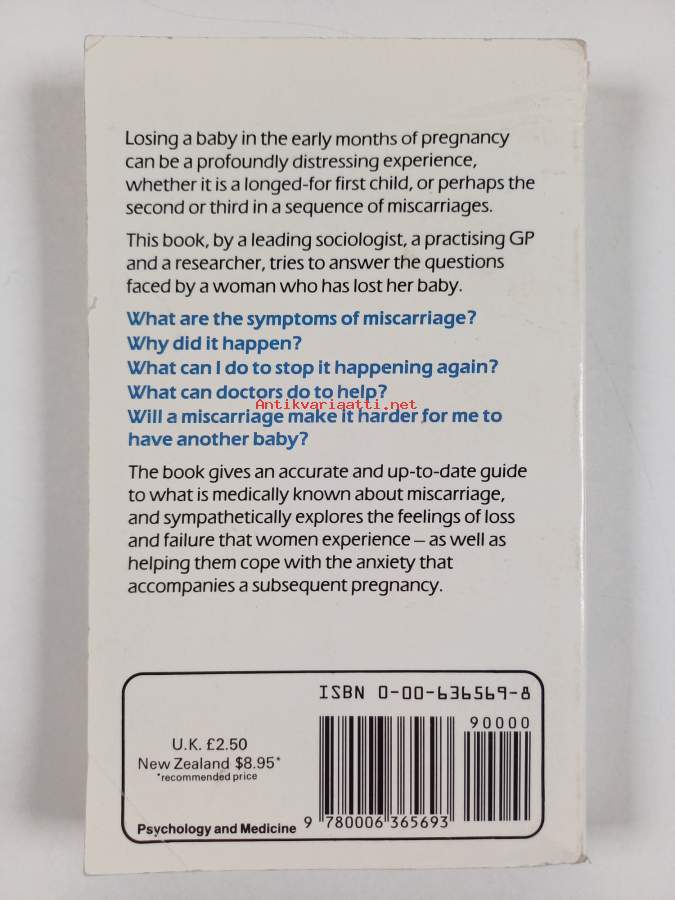 Losing a baby in the early months of pregnancy
can be a profoundly distressing experience,
whether it is a longed-for first child, or perhaps the
second or third in a sequence of miscarriages.
This book, by a leading sociologist, a practising GP
and a researcher, tries to answer the questions
faced by a woman who has lost her baby.
What are the symptoms of miscarriage?
Why did it happen?
What can I do to stop it happening again?
What can doctors do to help?
Antikvariaatti.net
Will a miscarriage make it harder for me to
have another baby?
The book gives an accurate and up-to-date guide
to what is medically known about miscarriage,
and sympathetically explores the feelings of loss
and failure that women experience – as well as
helping them cope with the anxiety that
accompanies a subsequent pregnancy.
ISBN 0-00-636569-8
90000
U.K. £2.50
New Zealand $8.95*
*recommended price
Psychology and Medicine
9 780006 365693